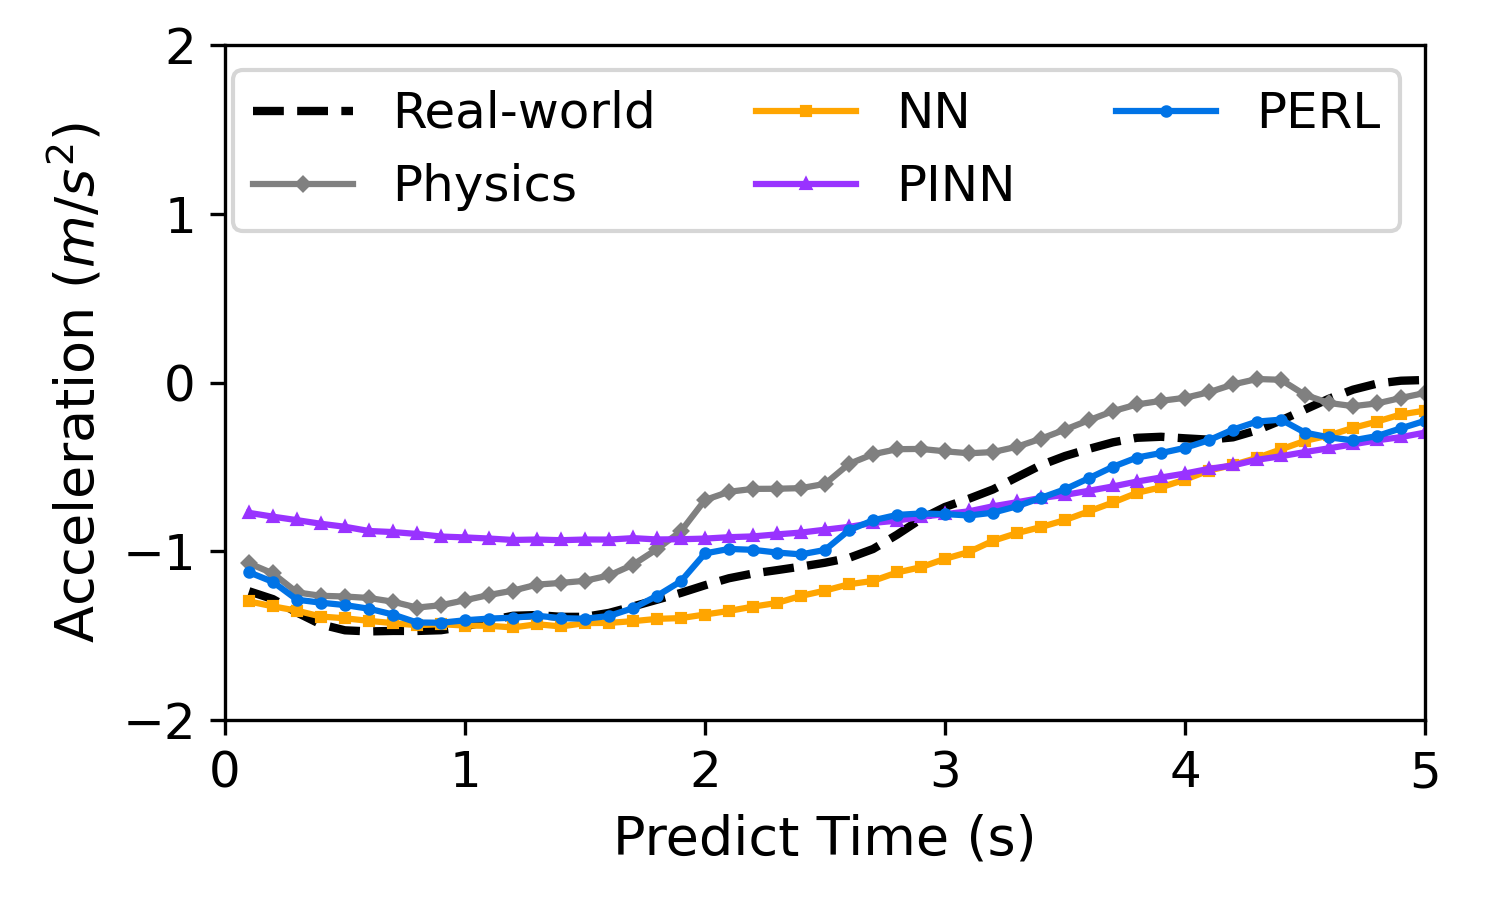 Acceleration (m/s²)
2
1
0
−1
−2
Real-world
Physics
NN
PINN
PERL
0 1 2 3 4 5
Predict Time (s)